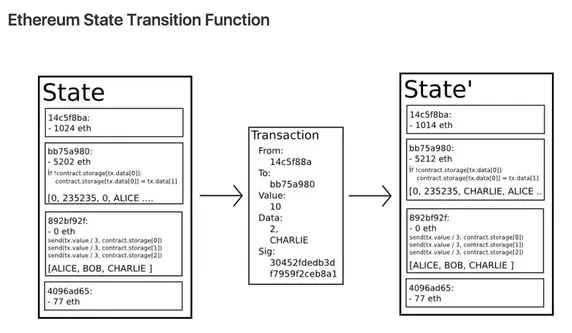 Ethereum State Transition Function
State
14c5f8ba:
- 1024 eth
bb75a980:
- 5202 eth
if !contract.storage[tx.data[0]]:
contract.storage[tx.data[0]] = tx.data[1]
[0, 235235, 0, ALICE ....
892bf92f:
- 0 eth
send(tx.value / 3, contract.storage[0])
send(tx.value / 3, contract.storage[1])
send(tx.value / 3, contract.storage[2])
[ALICE, BOB, CHARLIE ]
4096ad65:
- 77 eth
Transaction
From:
14c5f88a
To:
bb75a980
Value:
10
Data:
2,
CHARLIE
Sig:
30452fdedb3d
f7959f2ceb8a1
State'
14c5f8ba:
- 1014 eth
bb75a980:
- 5212 eth
if !contract.storage[tx.data[0]]:
contract.storage[tx.data[0]] = tx.data[1]
[0, 235235, CHARLIE, ALICE ..
892bf92f:
- 0 eth
send(tx.value / 3, contract.storage[0])
send(tx.value / 3, contract.storage[1])
send(tx.value / 3, contract.storage[2])
[ALICE, BOB, CHARLIE ]
4096ad65:
- 77 eth